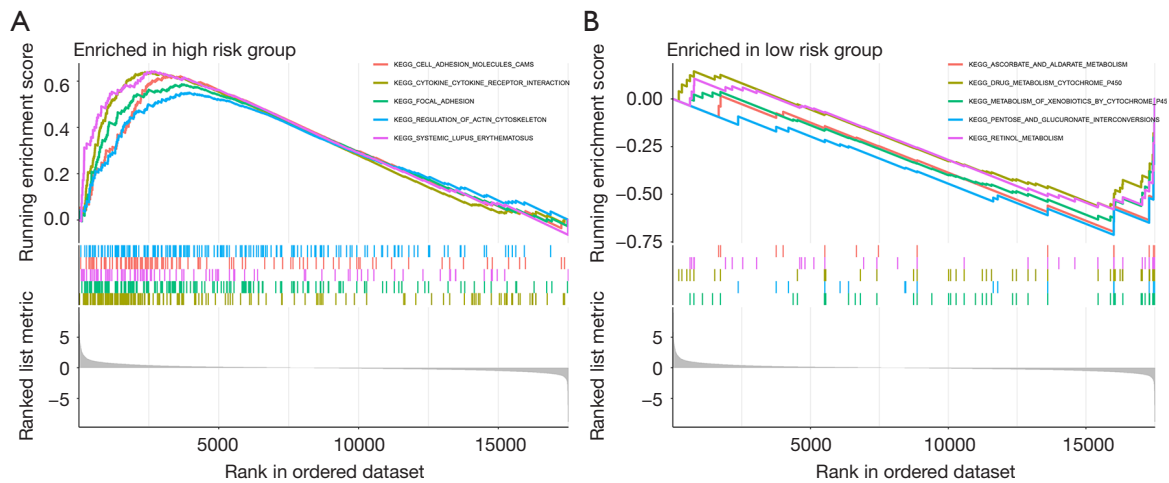 A
Enriched in high risk group
KEGG_CELL_ADHESION_MOLECULES_CAMS
KEGG_CYTOKINE_CYTOKINE_RECEPTOR_INTERACTION
KEGG_FOCAL_ADHESION
KEGG_REGULATION_OF_ACTIN_CYTOSKELETON
KEGG_SYSTEMIC_LUPUS_ERYTHEMATOSUS
Running enrichment score
0.6
0.4
0.2
0.0
Ranked list metric
5
0
−5
5000
10000
15000
Rank in ordered dataset
B
Enriched in low risk group
KEGG_ASCORBATE_AND_ALDARATE_METABOLISM
KEGG_DRUG_METABOLISM_CYTOCHROME_P450
KEGG_METABOLISM_OF_XENOBIOTICS_BY_CYTOCHROME_P45
KEGG_PENTOSE_AND_GLUCURONATE_INTERCONVERSIONS
KEGG_RETINOL_METABOLISM
Running enrichment score
0.00
−0.25
−0.50
−0.75
Ranked list metric
5
0
−5
5000
10000
15000
Rank in ordered dataset